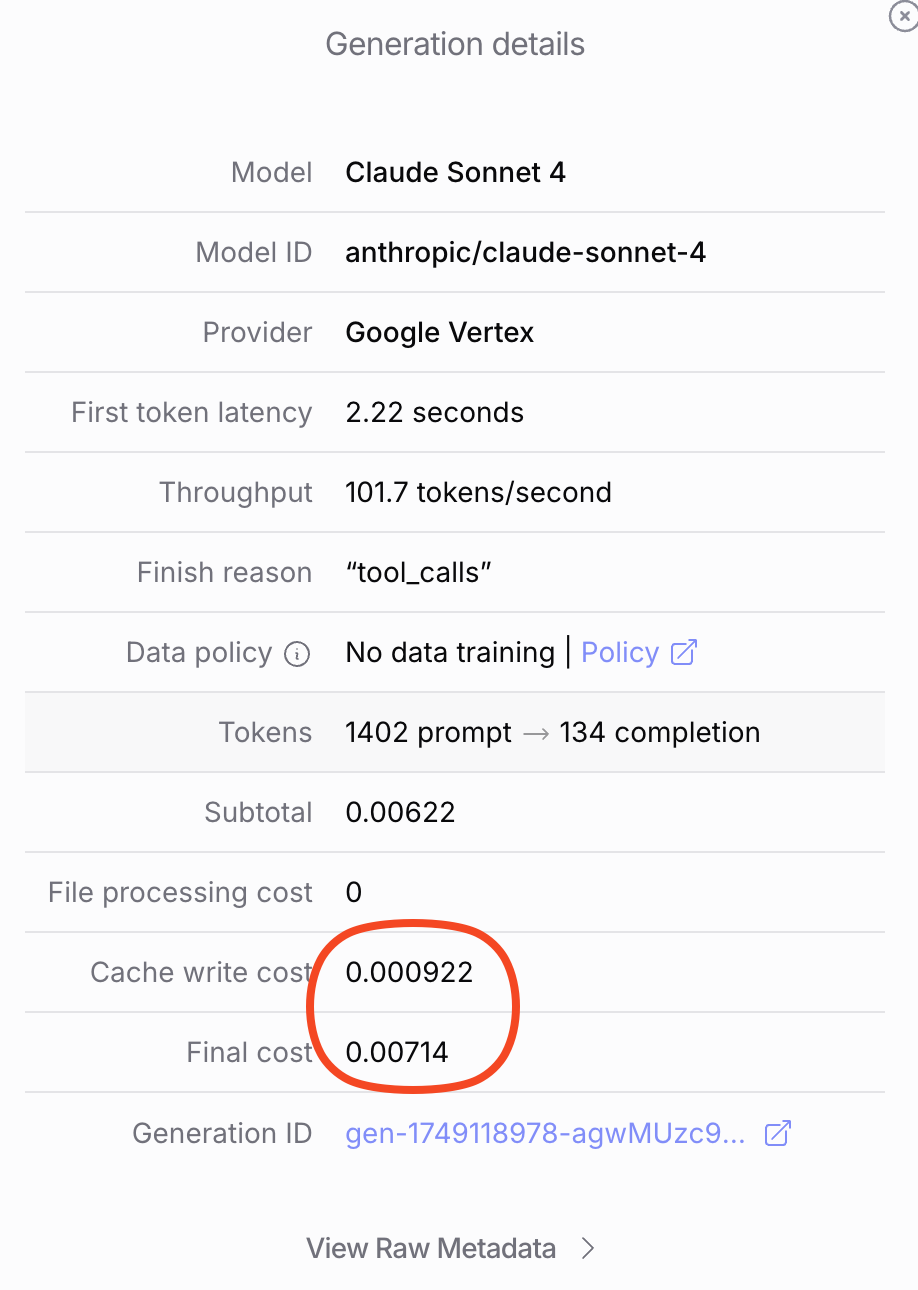 Generation details
Model Claude Sonnet 4
Model ID anthropic/claude-sonnet-4
Provider Google Vertex
First token latency 2.22 seconds
Throughput 101.7 tokens/second
Finish reason “tool_calls”
Data policy No data training | Policy
Tokens 1402 prompt → 134 completion
Subtotal 0.00622
File processing cost 0
Cache write cost 0.000922
Final cost 0.00714
Generation ID gen-1749118978-agwMUzc9...
View Raw Metadata